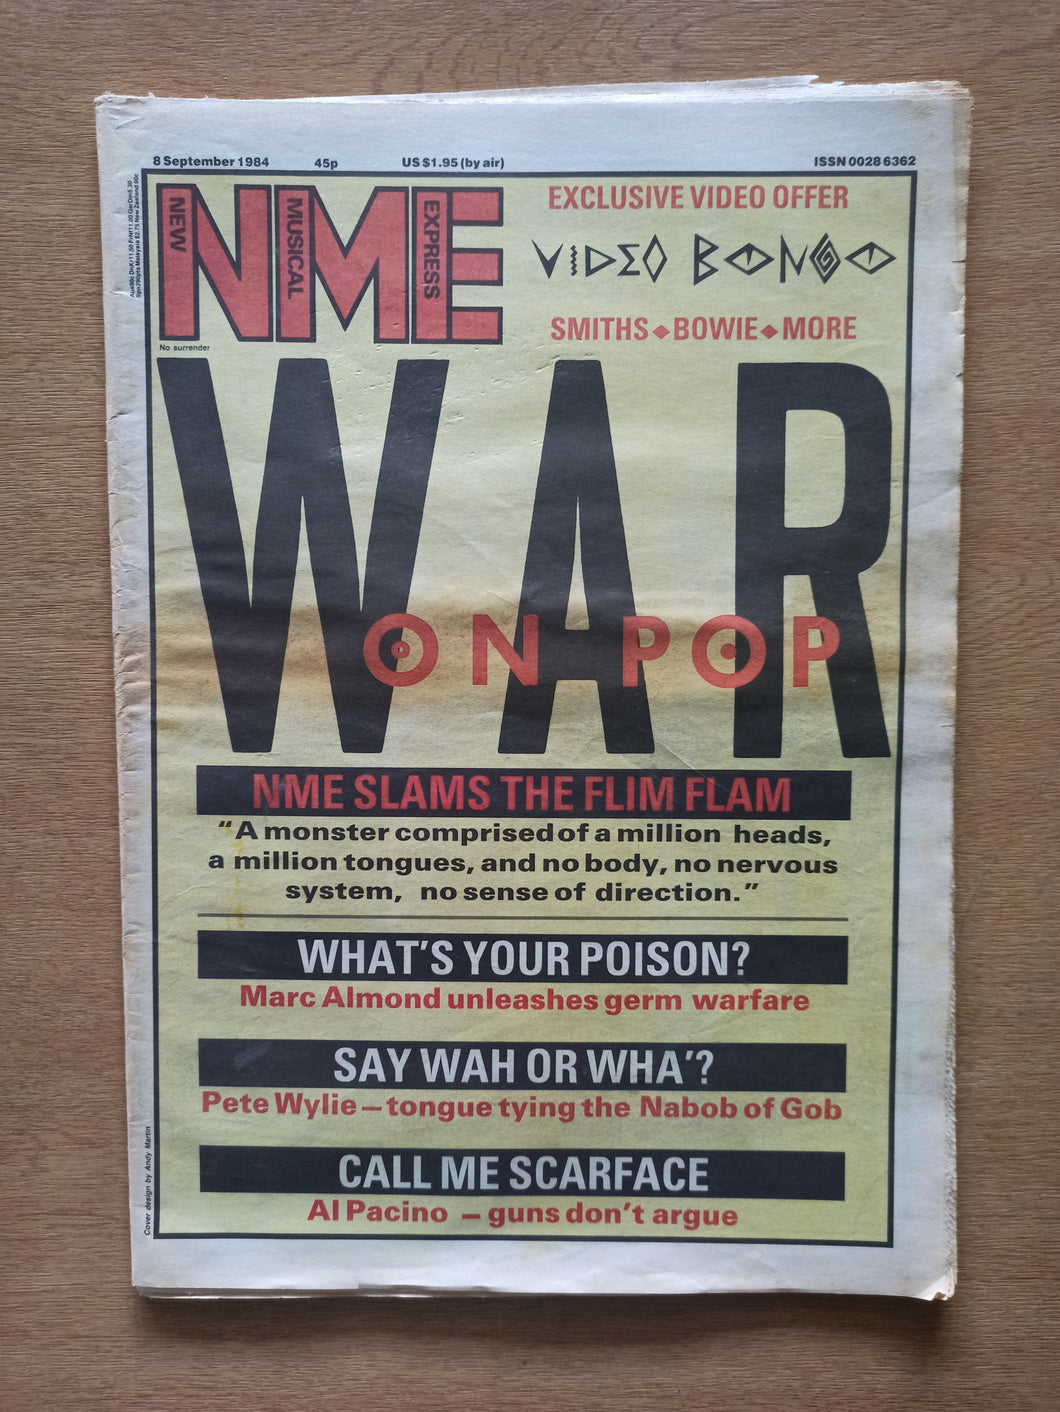 8 September 1984 45p US $1.95 (by air) ISSN 0028 6362
NEW MUSICAL EXPRESS
NME
No surrender
EXCLUSIVE VIDEO OFFER
VIDEO BONGO
SMITHS◆BOWIE◆MORE
WAR
ON POP
NME SLAMS THE FLIM FLAM
“A monster comprised of a million heads,
a million tongues, and no body, no nervous
system, no sense of direction.”
WHAT'S YOUR POISON?
Marc Almond unleashes germ warfare
SAY WAH OR WHA'?
Pete Wylie – tongue tying the Nabob of Gob
CALL ME SCARFACE
Al Pacino – guns don't argue
Cover design by Andy Martin